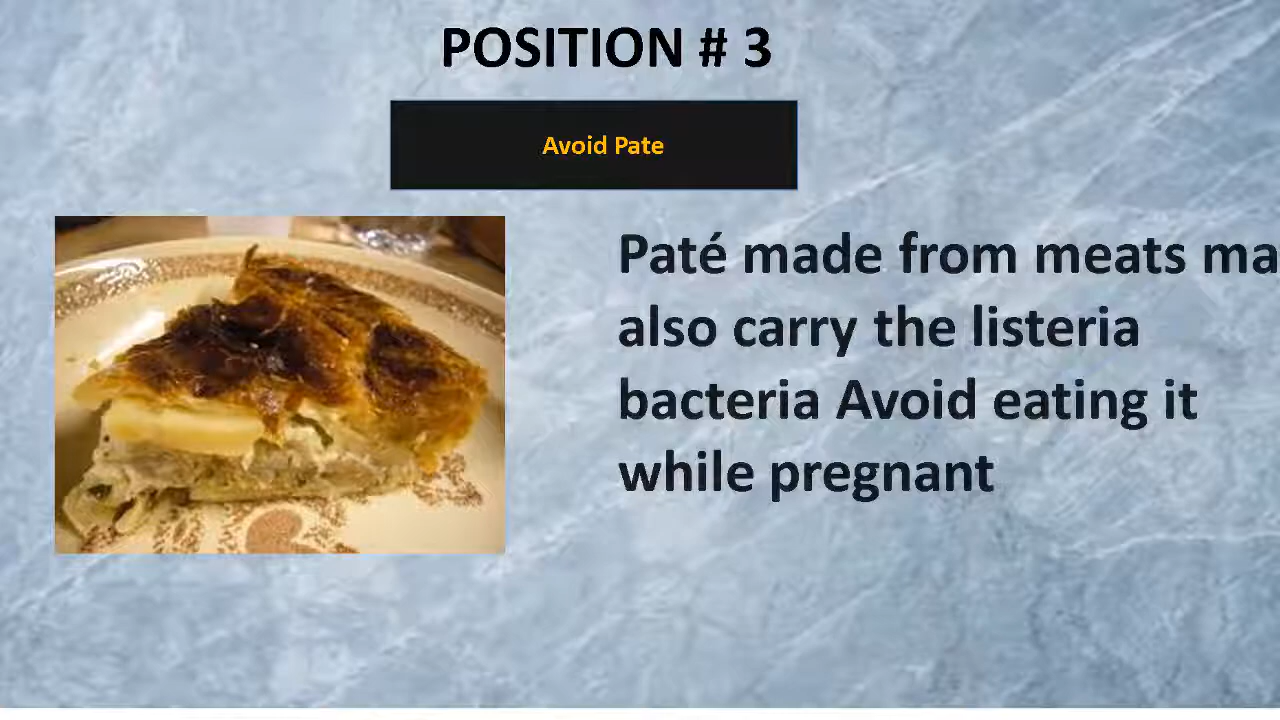 POSITION # 3
Avoid Pate
Paté made from meats ma
also carry the listeria
bacteria Avoid eating it
while pregnant